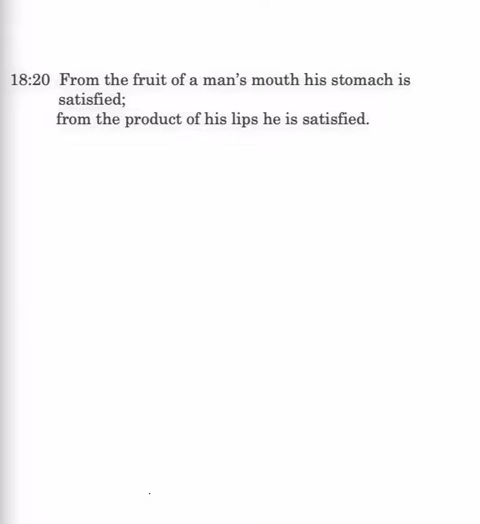 18:20 From the fruit of a man's mouth his stomach is
satisfied;
from the product of his lips he is satisfied.